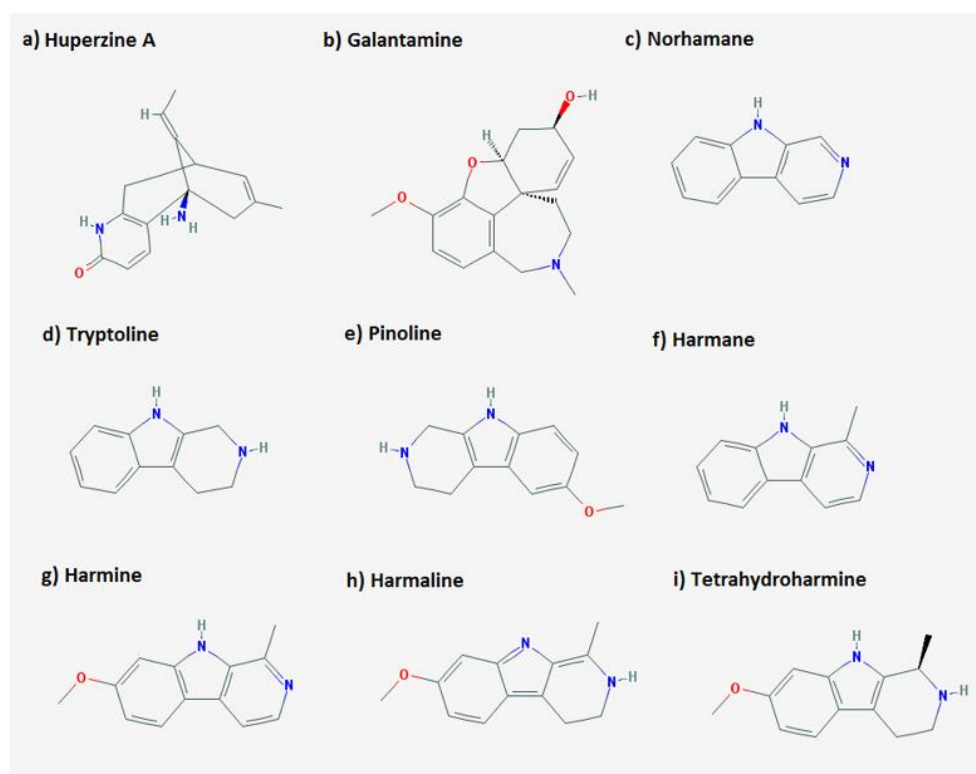 a) Huperzine A
b) Galantamine
c) Norhamane
H
O
N
H
N
H
H
O-H
H
O
O
N
H
N
N
d) Tryptoline
e) Pinoline
f) Harmane
H
N
N-H
H
N
H-N
O
H
N
N
g) Harmine
h) Harmaline
i) Tetrahydroharmine
H
N
O
N
N
O
N-H
H
N
O
N-H